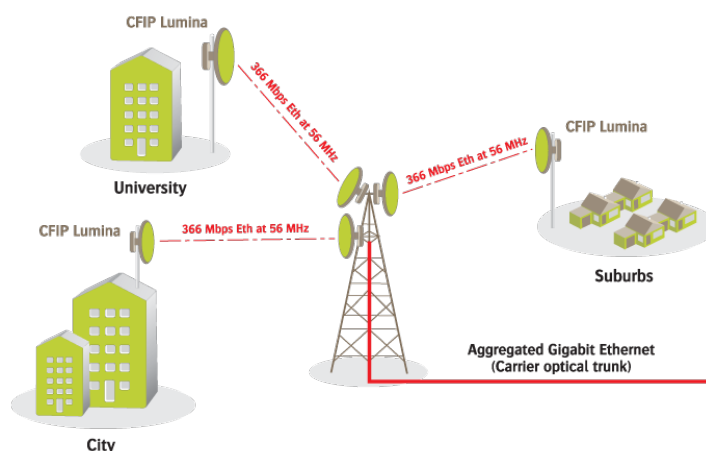 CFIP Lumina
366 Mbps Eth at 56 MHz
University
366 Mbps Eth at 56 MHz
CFIP Lumina
Suburbs
CFIP Lumina
366 Mbps Eth at 56 MHz
City
Aggregated Gigabit Ethernet
(Carrier optical trunk)